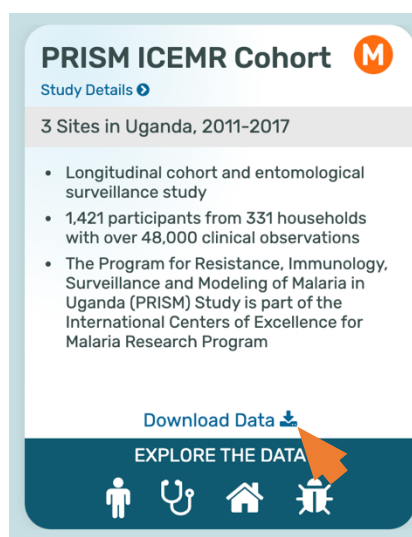 PRISM ICEMR Cohort M
Study Details
3 Sites in Uganda, 2011-2017
• Longitudinal cohort and entomological
surveillance study
• 1,421 participants from 331 households
with over 48,000 clinical observations
• The Program for Resistance, Immunology,
Surveillance and Modeling of Malaria in
Uganda (PRISM) Study is part of the
International Centers of Excellence for
Malaria Research Program
Download Data
EXPLORE THE DATA